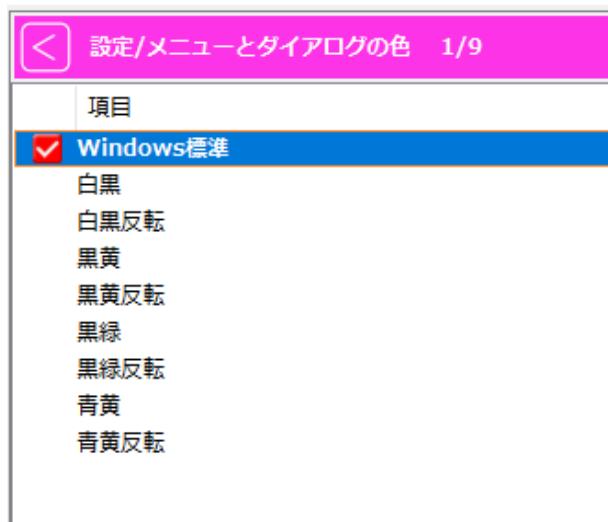 設定/メニューとダイアログの色 1/9
項目
Windows標準
白黒
白黒反転
黒黄
黒黄反転
黒緑
黒緑反転
青黄
青黄反転